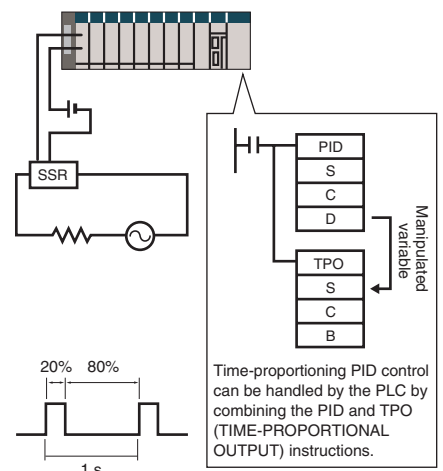 SSR
PID
S
C
D
Manipulated
variable
TPO
S
C
B
20% 80%
1 s
Time-proportioning PID control
can be handled by the PLC by
combining the PID and TPO
(TIME-PROPORTIONAL
OUTPUT) instructions.